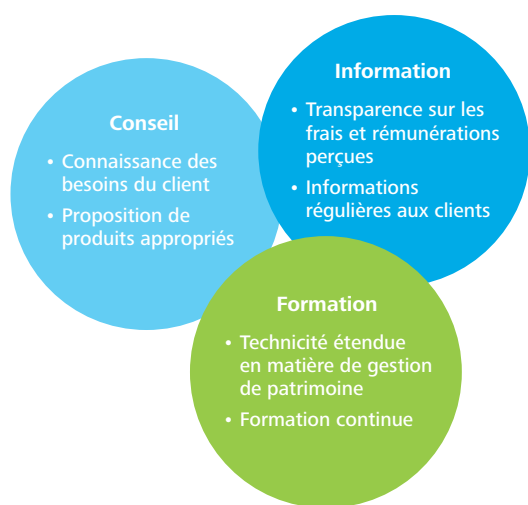 Conseil
• Connaissance des
besoins du client
• Proposition de
produits appropriés
Information
• Transparence sur les
frais et rémunérations
perçues
• Informations
régulières aux clients
Formation
• Technicité étendue
en matière de gestion
de patrimoine
• Formation continue